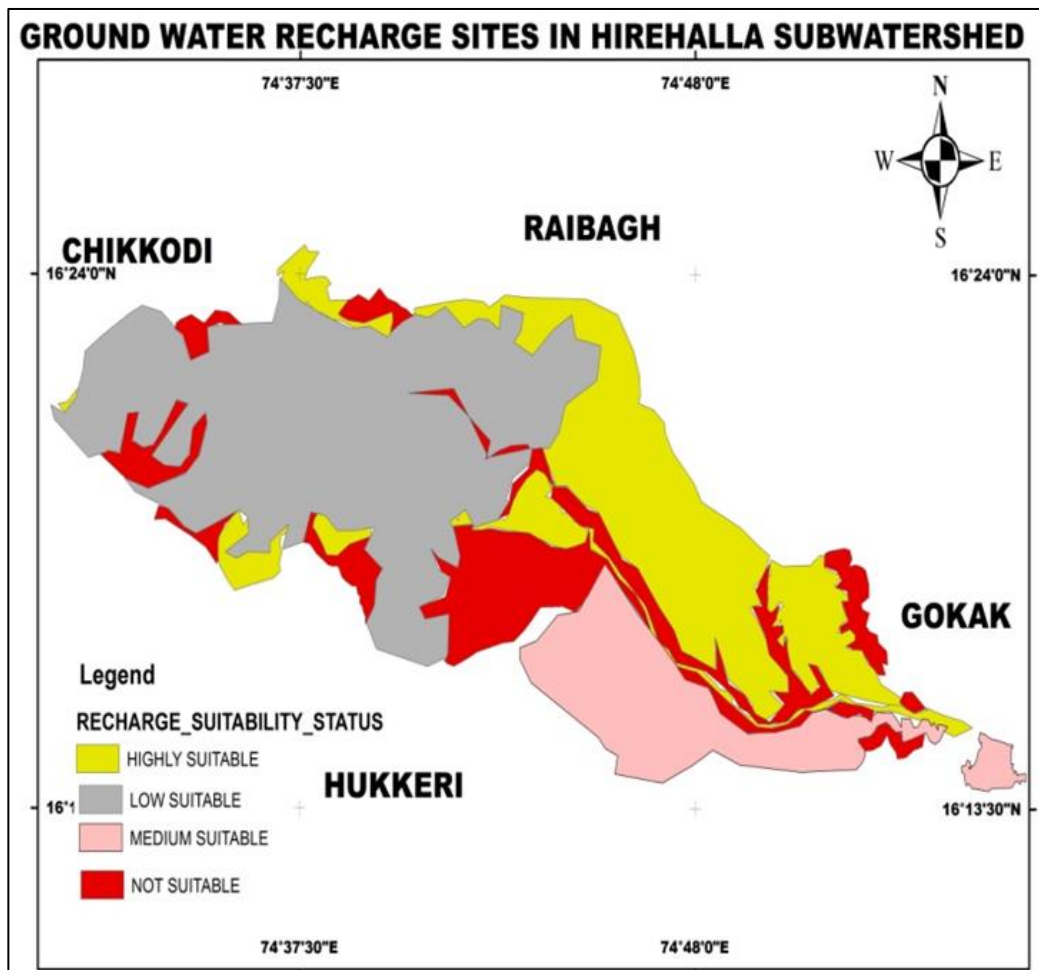 GROUND WATER RECHARGE SITES IN HIREHALLA SUBWATERSHED
74°37'30"E 74°48'0"E
N
W E
S
RAIBAGH
CHIKKODI
16°24'0"N 16°24'0"N
GOKAK
Legend
RECHARGE_SUITABILITY_STATUS
HIGHLY SUITABLE
HUKKERI
LOW SUITABLE
16°1 16°13'30"N
MEDIUM SUITABLE
NOT SUITABLE
74°37'30"E 74°48'0"E